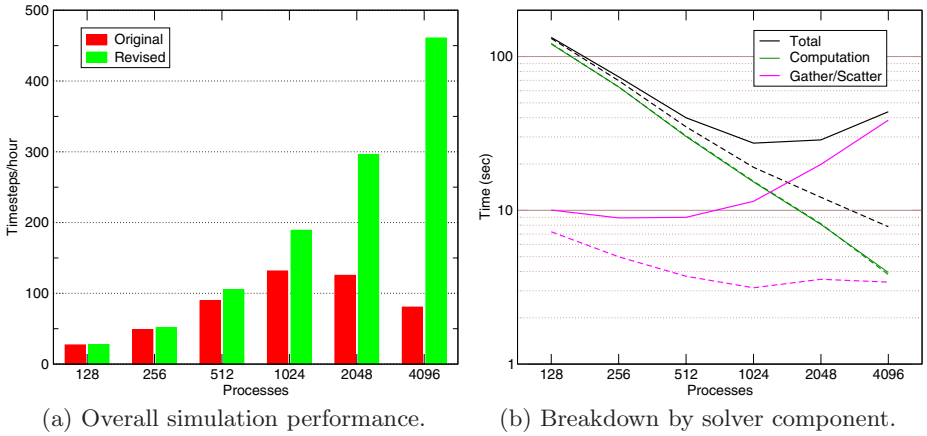 500
400
300
200
100
0
Timesteps/hour
Original
Revised
128 256 512 1024 2048 4096
Processes
(a) Overall simulation performance.
100
10
1
Time (sec)
Total
Computation
Gather/Scatter
128 256 512 1024 2048 4096
Processes
(b) Breakdown by solver component.